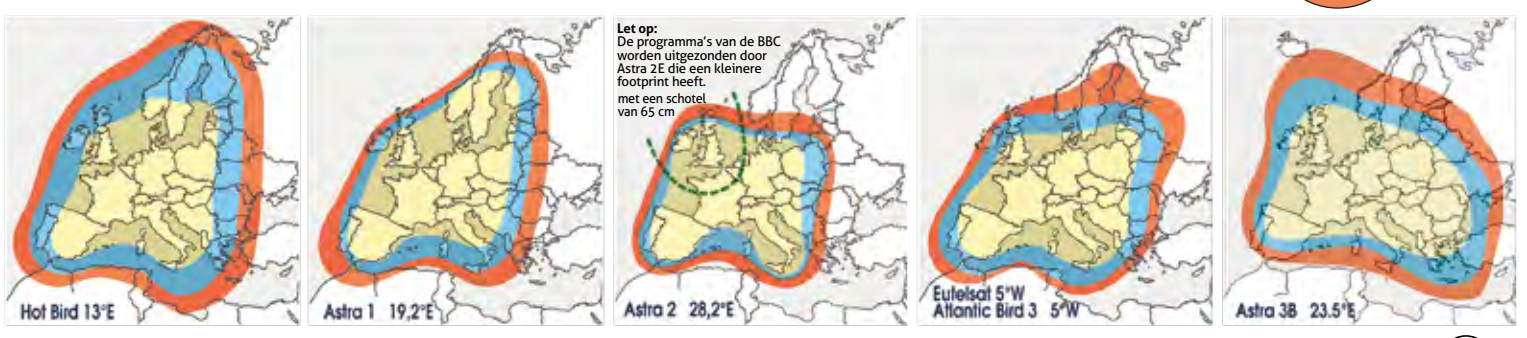 Let op:
De programma's van de BBC
worden uitgezonden door
Astra 2E die een kleinere
footprint heeft.
met een schotel
van 65 cm
Hot Bird 13°E
Astra 1 19,2°E
Astra 2 28,2°E
Eutelsat 5°W
Atlantic Bird 3 5°W
Astra 3B 23.5°E